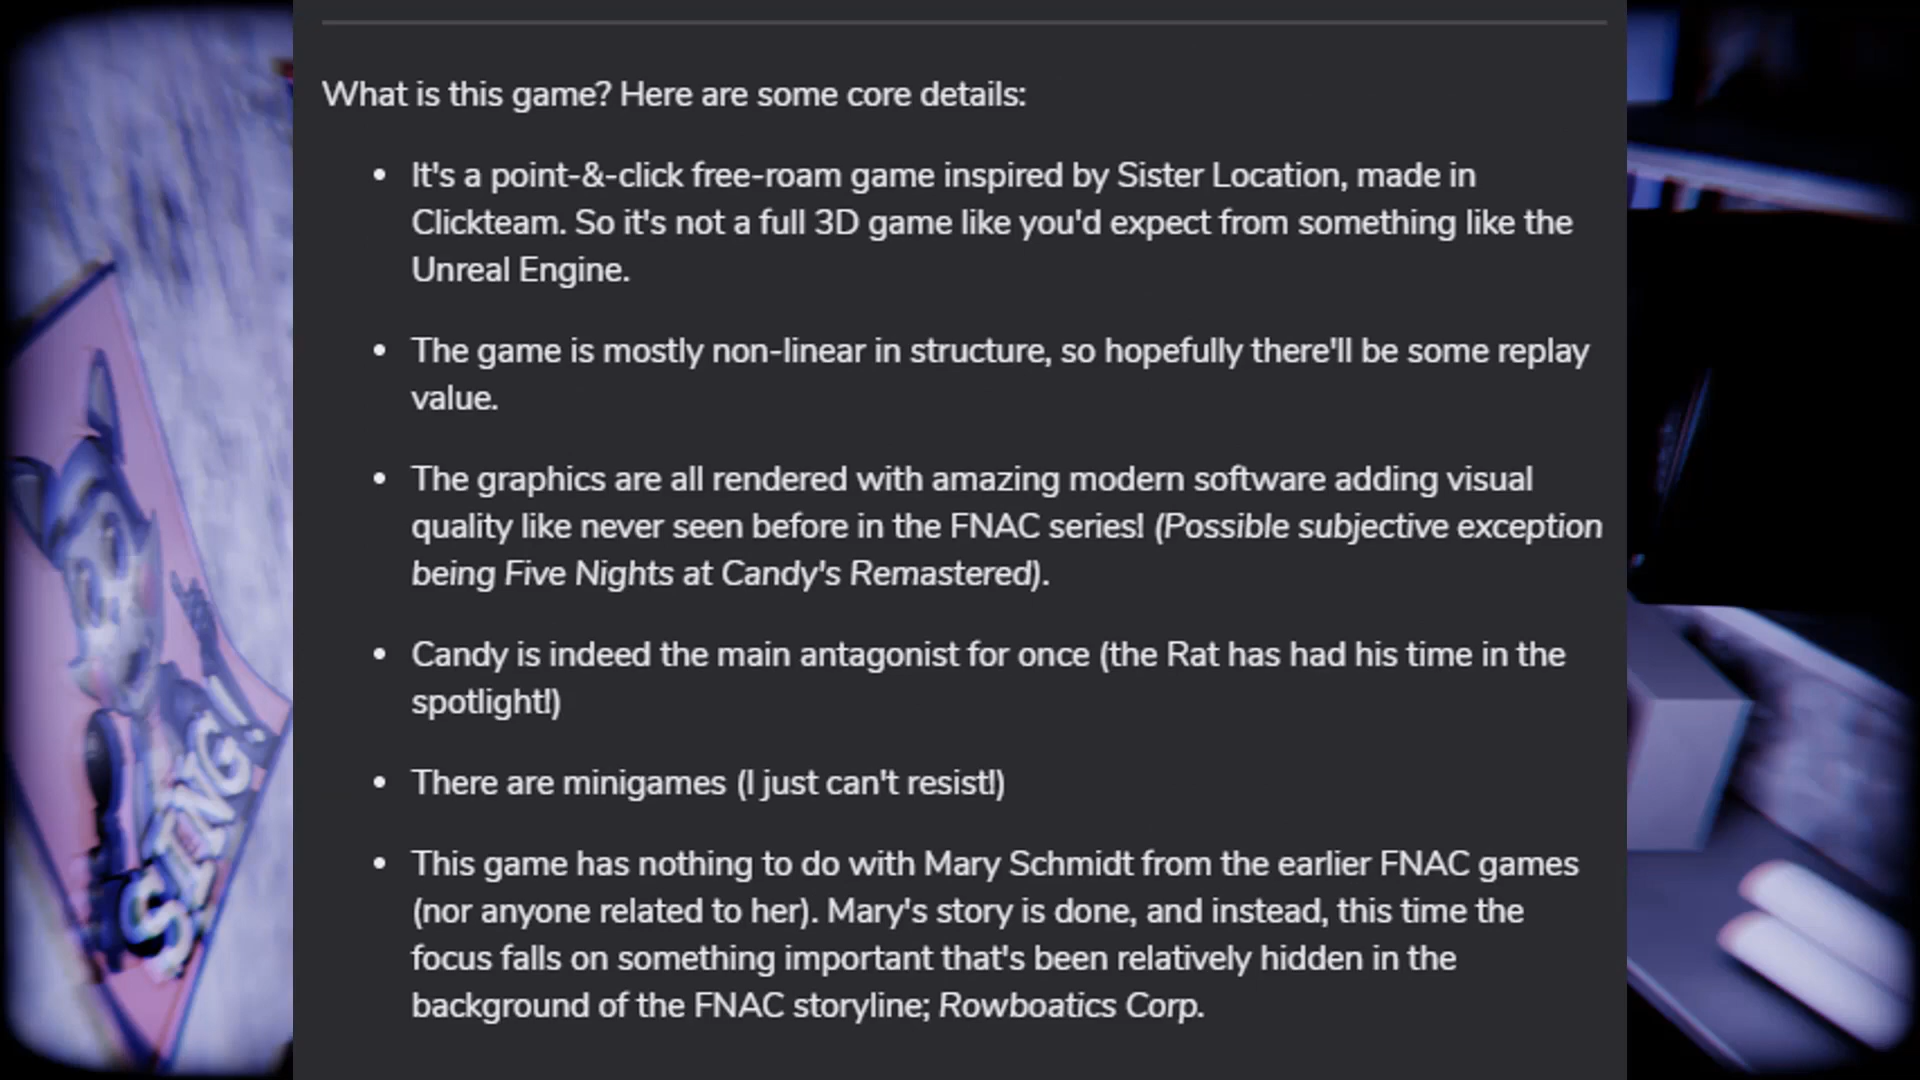 What is this game? Here are some core details:
• It's a point-&-click free-roam game inspired by Sister Location, made in
Clickteam. So it's not a full 3D game like you'd expect from something like the
Unreal Engine.
• The game is mostly non-linear in structure, so hopefully there'll be some replay
value.
• The graphics are all rendered with amazing modern software adding visual
quality like never seen before in the FNAC series! (Possible subjective exception
being Five Nights at Candy's Remastered).
• Candy is indeed the main antagonist for once (the Rat has had his time in the
spotlight!)
• There are minigames (I just can't resist!)
• This game has nothing to do with Mary Schmidt from the earlier FNAC games
(nor anyone related to her). Mary's story is done, and instead, this time the
focus falls on something important that's been relatively hidden in the
background of the FNAC storyline; Rowboatics Corp.
SING!